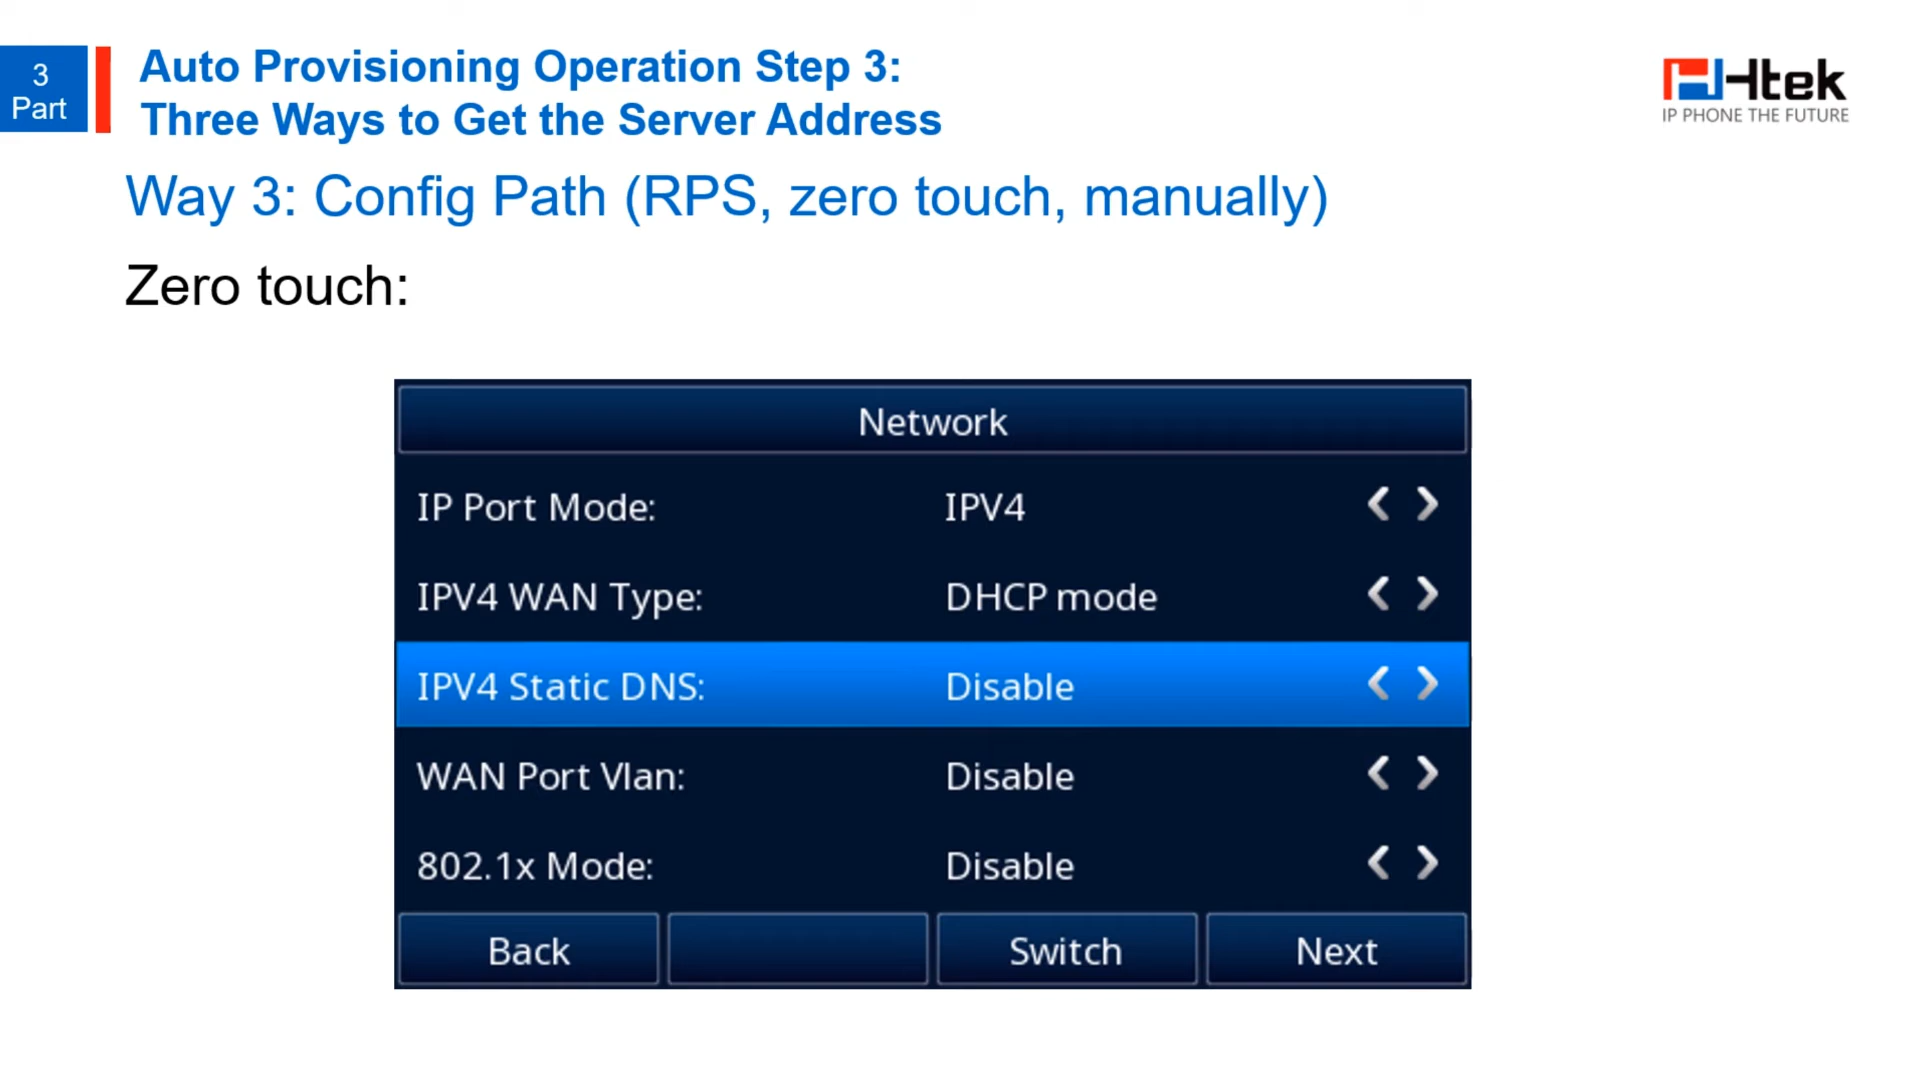 3
Part
Auto Provisioning Operation Step 3:
Three Ways to Get the Server Address
Htek
IP PHONE THE FUTURE
Way 3: Config Path (RPS, zero touch, manually)
Zero touch:
Network
IP Port Mode: IPV4
IPV4 WAN Type: DHCP mode
IPV4 Static DNS: Disable
WAN Port Vlan: Disable
802.1x Mode: Disable
Back Switch Next